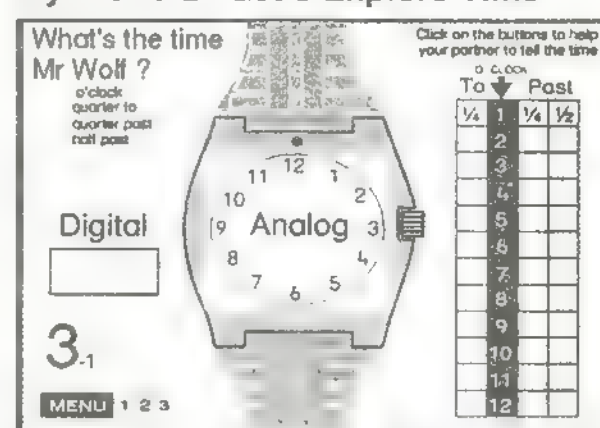 What's the time
Mr Wolf ?
o'clock
quarter to
quarter past
half past
Click on the buttons to help
your partner to tell the time
O CLOCK
To Past
¼ 1 ¼ ½
2
3
4
5
6
7
8
9
10
11
12
12
1
2
3
4
5
6
7
8
9
10
11
Analog
Digital
3-1
MENU 1 2 3